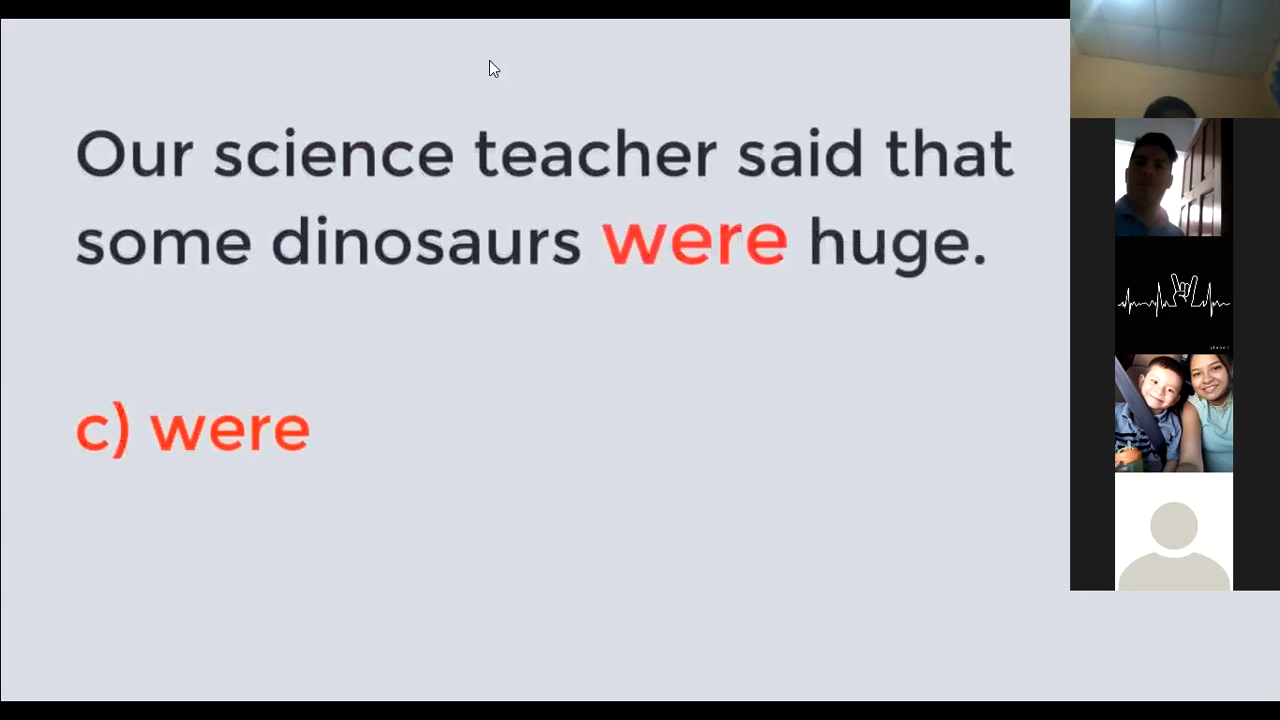 Our science teacher said that
some dinosaurs were huge.
c) were